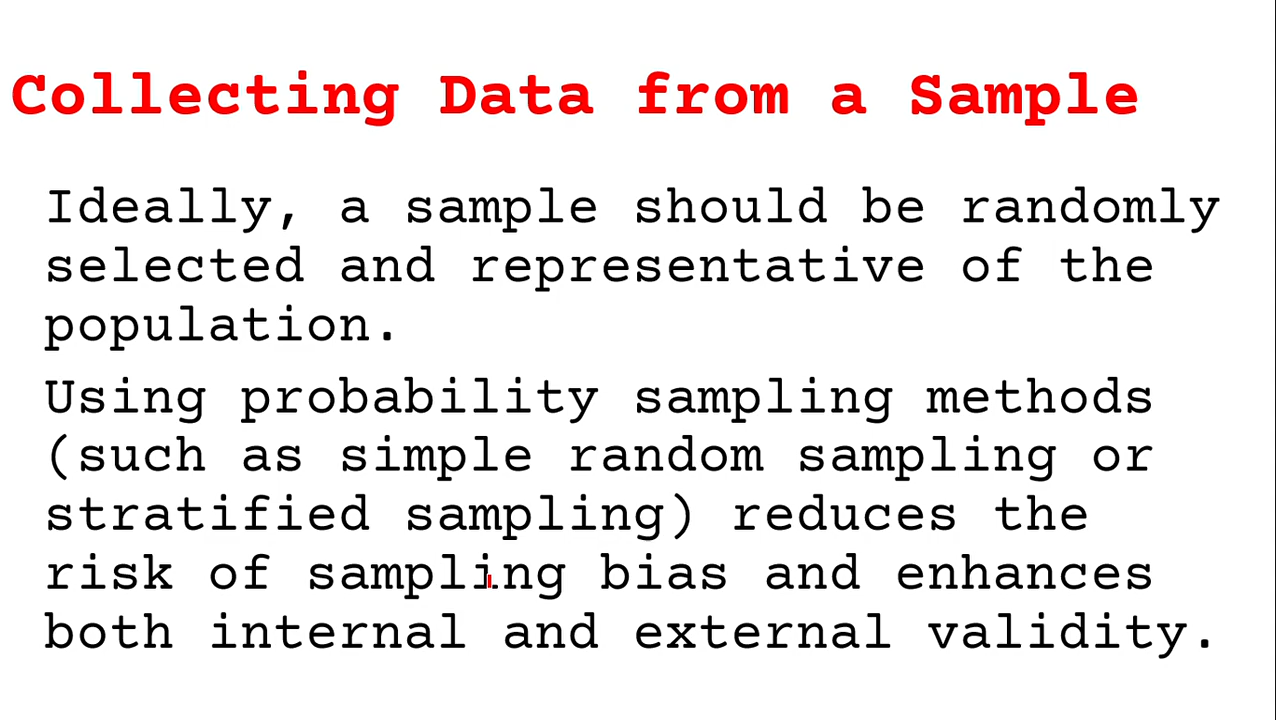 Collecting Data from a Sample
Ideally, a sample should be randomly
selected and representative of the
population.
Using probability sampling methods
(such as simple random sampling or
stratified sampling) reduces the
risk of sampling bias and enhances
both internal and external validity.